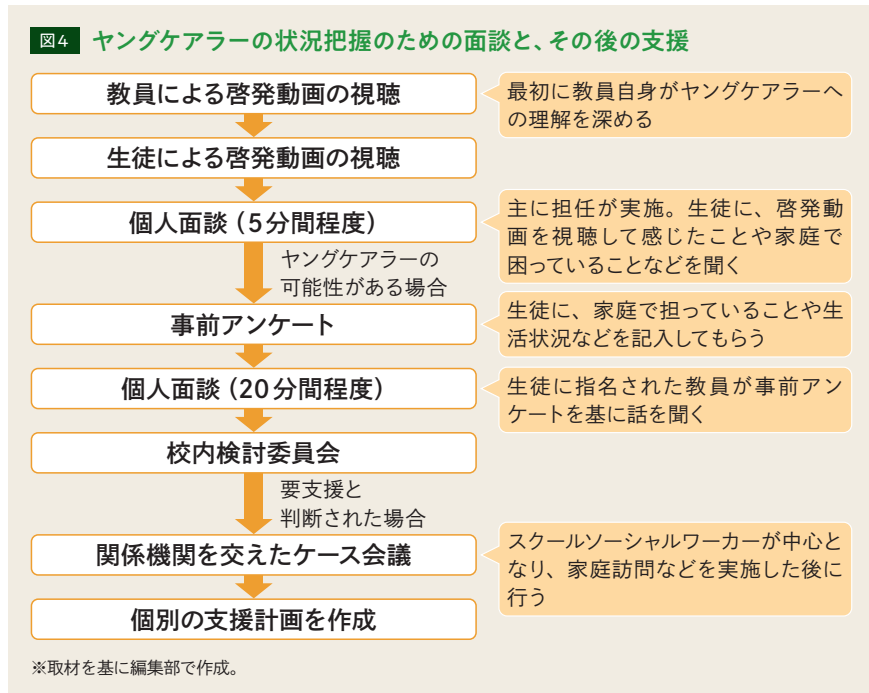 図4 ヤングケアラーの状況把握のための面談と、その後の支援
教員による啓発動画の視聴
最初に教員自身がヤングケアラーへ
の理解を深める
生徒による啓発動画の視聴
個人面談(5分間程度)
主に担任が実施。生徒に、啓発動
画を視聴して感じたことや家庭で
困っていることなどを聞く
ヤングケアラーの
可能性がある場合
事前アンケート
生徒に、家庭で担っていることや生
活状況などを記入してもらう
個人面談(20分間程度)
生徒に指名された教員が事前アン
ケートを基に話を聞く
校内検討委員会
要支援と
判断された場合
関係機関を交えたケース会議
スクールソーシャルワーカーが中心と
なり、家庭訪問などを実施した後に
行う
個別の支援計画を作成
※取材を基に編集部で作成。